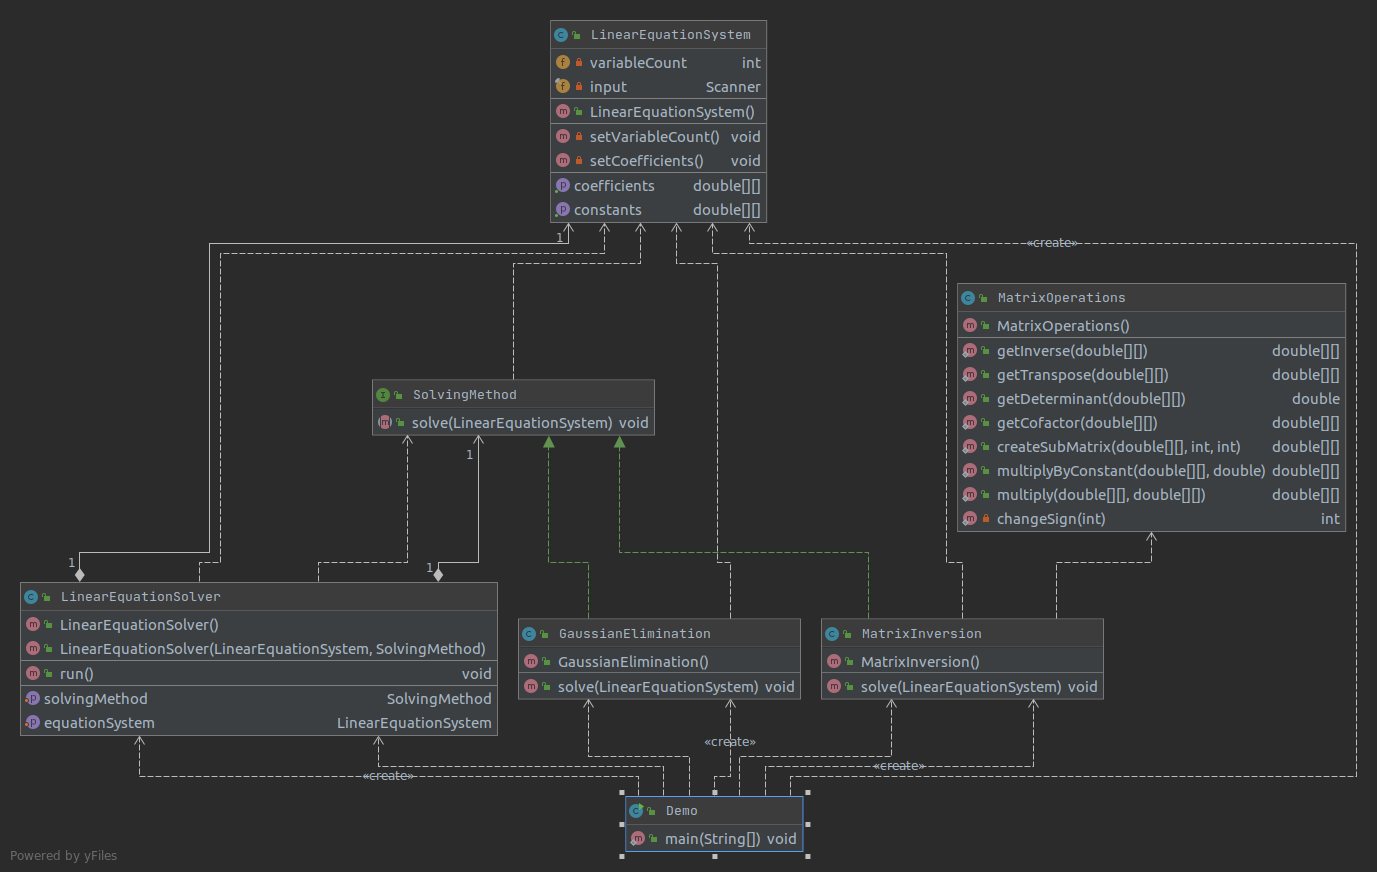 LinearEquationSystem
variableCount int
input Scanner
LinearEquationSystem()
setVariableCount() void
setCoefficients() void
coefficients double[][]
constants double[][]
1
«create»
MatrixOperations
MatrixOperations()
getInverse(double[][]) double[][]
getTranspose(double[][]) double[][]
getDeterminant(double[][]) double
getCofactor(double[][]) double[][]
createSubMatrix(double[][], int, int) double[][]
multiplyByConstant(double[][], double) double[][]
multiply(double[][], double[][]) double[][]
changeSign(int) int
SolvingMethod
solve(LinearEquationSystem) void
1
1
1
LinearEquationSolver
LinearEquationSolver()
LinearEquationSolver(LinearEquationSystem, SolvingMethod)
run() void
solvingMethod SolvingMethod
equationSystem LinearEquationSystem
GaussianElimination
GaussianElimination()
solve(LinearEquationSystem) void
MatrixInversion
MatrixInversion()
solve(LinearEquationSystem) void
«create»
«create»
«create»
Demo
main(String[]) void
Powered by yFiles